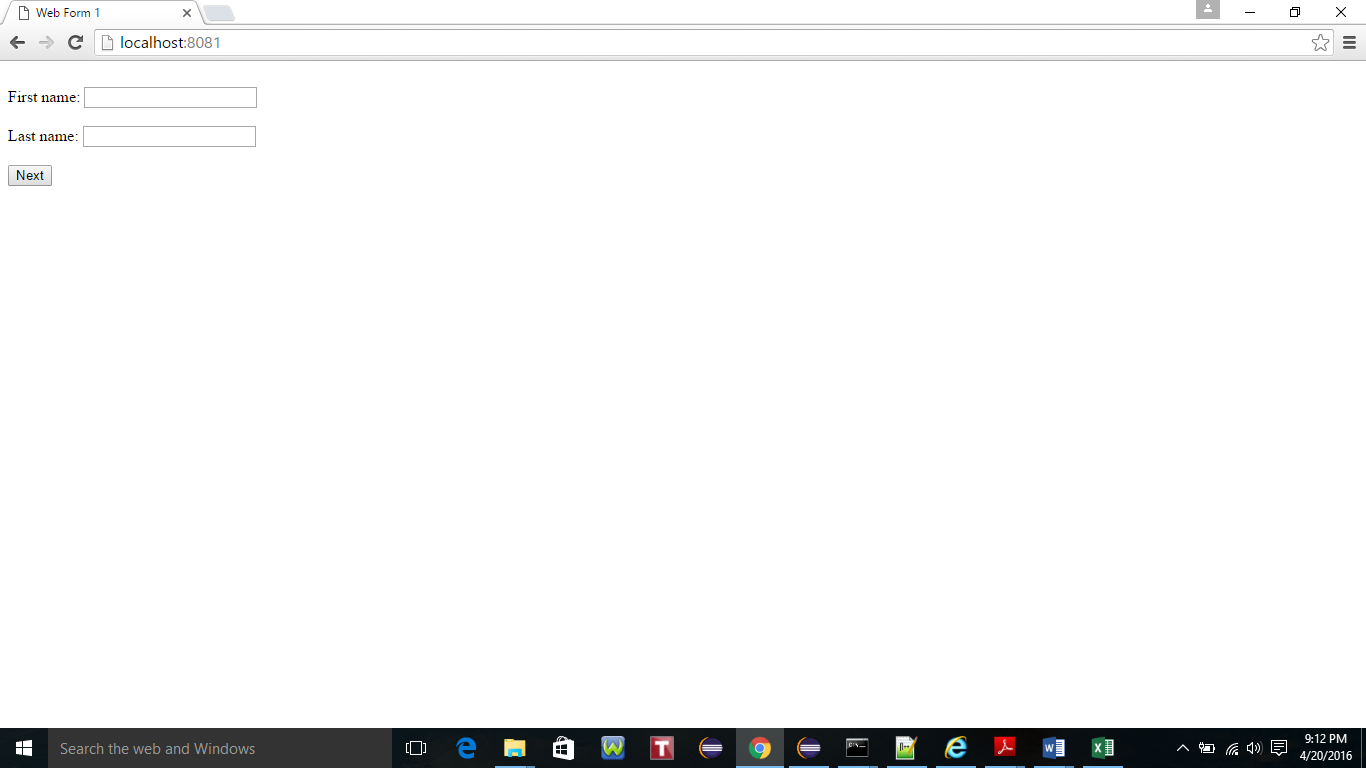 Web Form 1
localhost:8081
First name:
Last name:
Next
Search the web and Windows
9:12 PM
4/20/2016